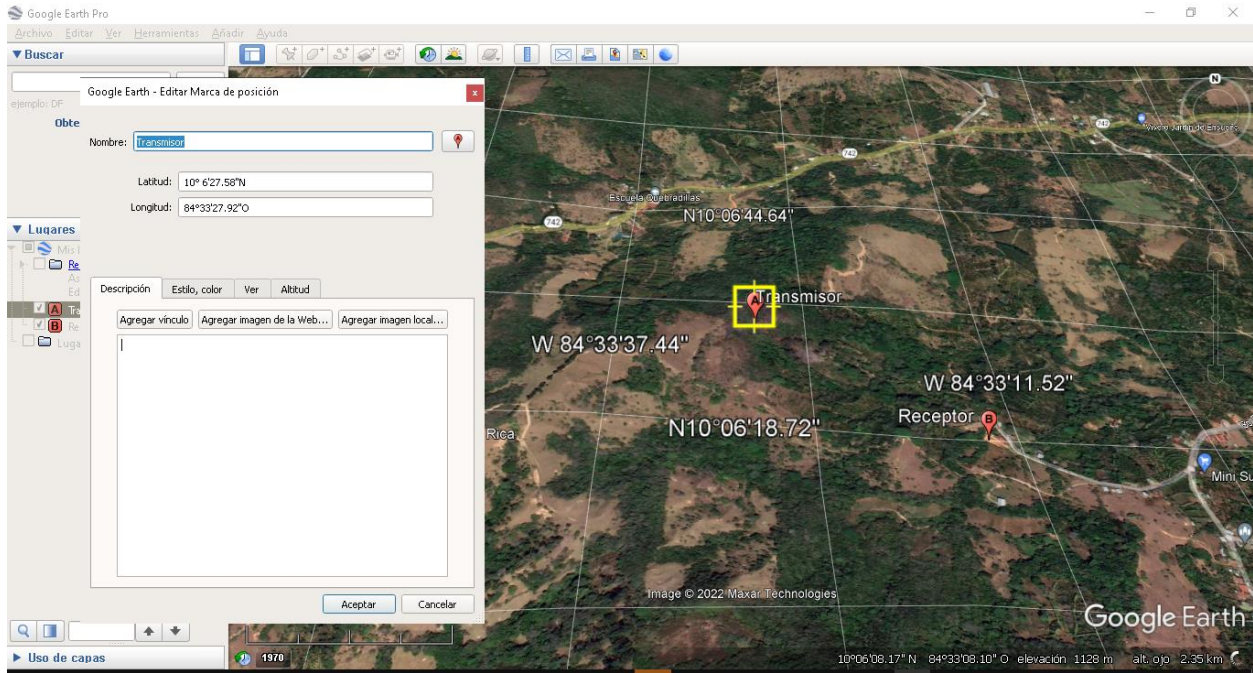 Google Earth Pro
Archivo Editar Ver Herramientas Añadir Ayuda
▼ Buscar
ejemplo: DF
Obte
Google Earth - Editar Marca de posición
Nombre: Transmisor
Latitud: 10° 6'27.58"N
Longitud: 84°33'27.92"O
▼ Lugares
Mis
Re
Ed
A Tra
B Re
Luga
Descripción Estilo, color Ver Altitud
Agregar vínculo Agregar imagen de la Web... Agregar imagen local...
Aceptar Cancelar
▶ Uso de capas
N
742
742
742
Escuela Quebradillas
N10°06'44.64"
A Transmisor
W 84°33'37.44"
W 84°33'11.52"
Receptor B
N10°06'18.72"
Rica
Mini Su
Image © 2022 Maxar Technologies
Google Earth
1970
10°06'08.17" N 84°33'08.10" O elevación 1128 m alt. ojo 2.35 km